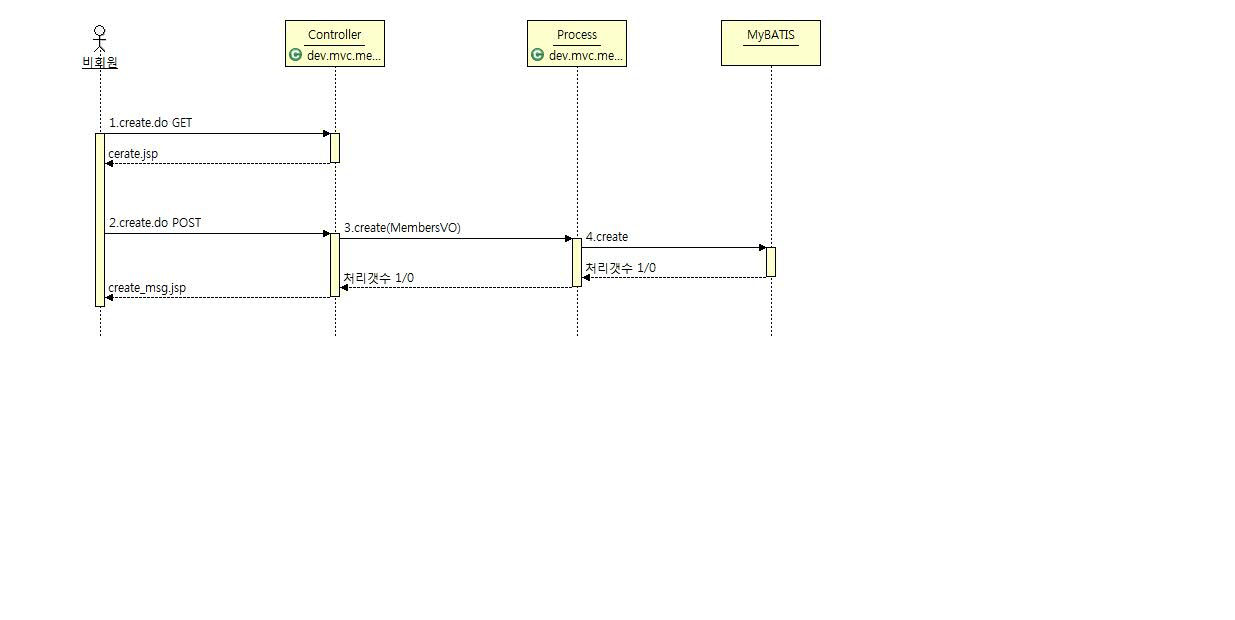 Controller
dev.mvc.me...
Process
dev.mvc.me...
MyBATIS
비회원
1.create.do GET
cerate.jsp
2.create.do POST
3.create(MembersVO)
4.create
처리갯수 1/0
처리갯수 1/0
create_msg.jsp